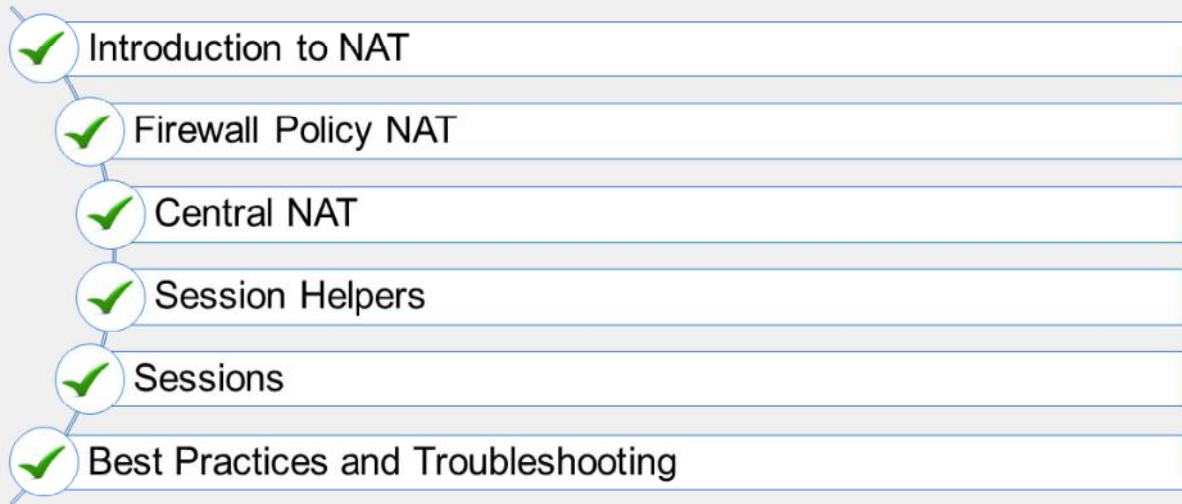 Introduction to NAT
Firewall Policy NAT
Central NAT
Session Helpers
Sessions
Best Practices and Troubleshooting